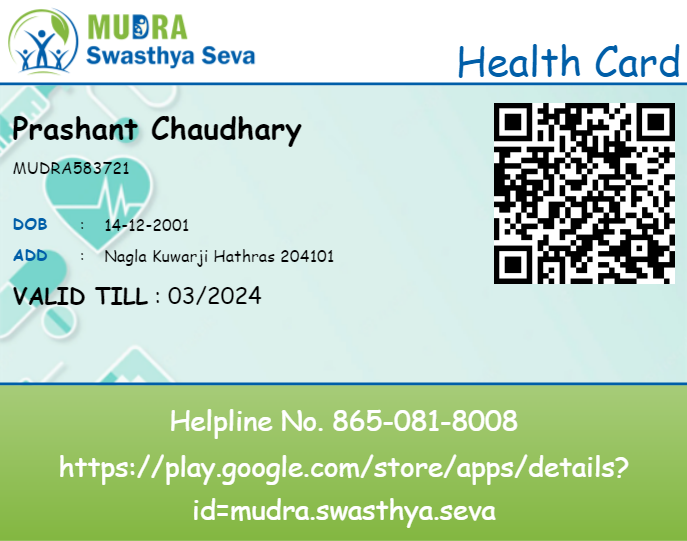 MUDRA
Swasthya Seva
Health Card
Prashant Chaudhary
MUDRA583721
DOB : 14-12-2001
ADD : Nagla Kuwarji Hathras 204101
VALID TILL : 03/2024
Helpline No. 865-081-8008
https://play.google.com/store/apps/details?
id=mudra.swasthya.seva